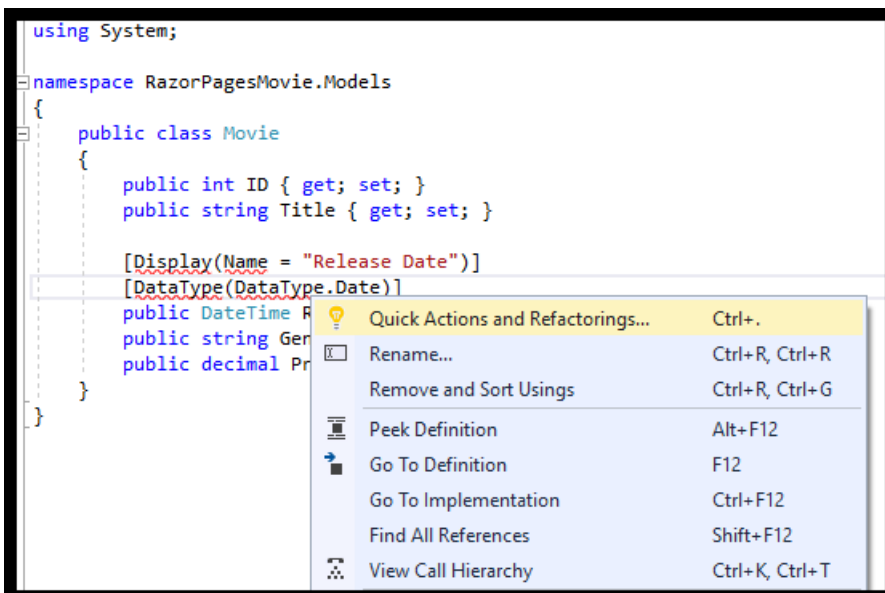 using System;
namespace RazorPagesMovie.Models
{
public class Movie
{
public int ID { get; set; }
public string Title { get; set; }
[Display(Name = "Release Date")]
[DataType(DataType.Date)]
public DateTime R
public string Ger
public decimal Pr
}
}
Quick Actions and Refactorings... Ctrl+.
Rename... Ctrl+R, Ctrl+R
Remove and Sort Usings Ctrl+R, Ctrl+G
Peek Definition Alt+F12
Go To Definition F12
Go To Implementation Ctrl+F12
Find All References Shift+F12
View Call Hierarchy Ctrl+K, Ctrl+T